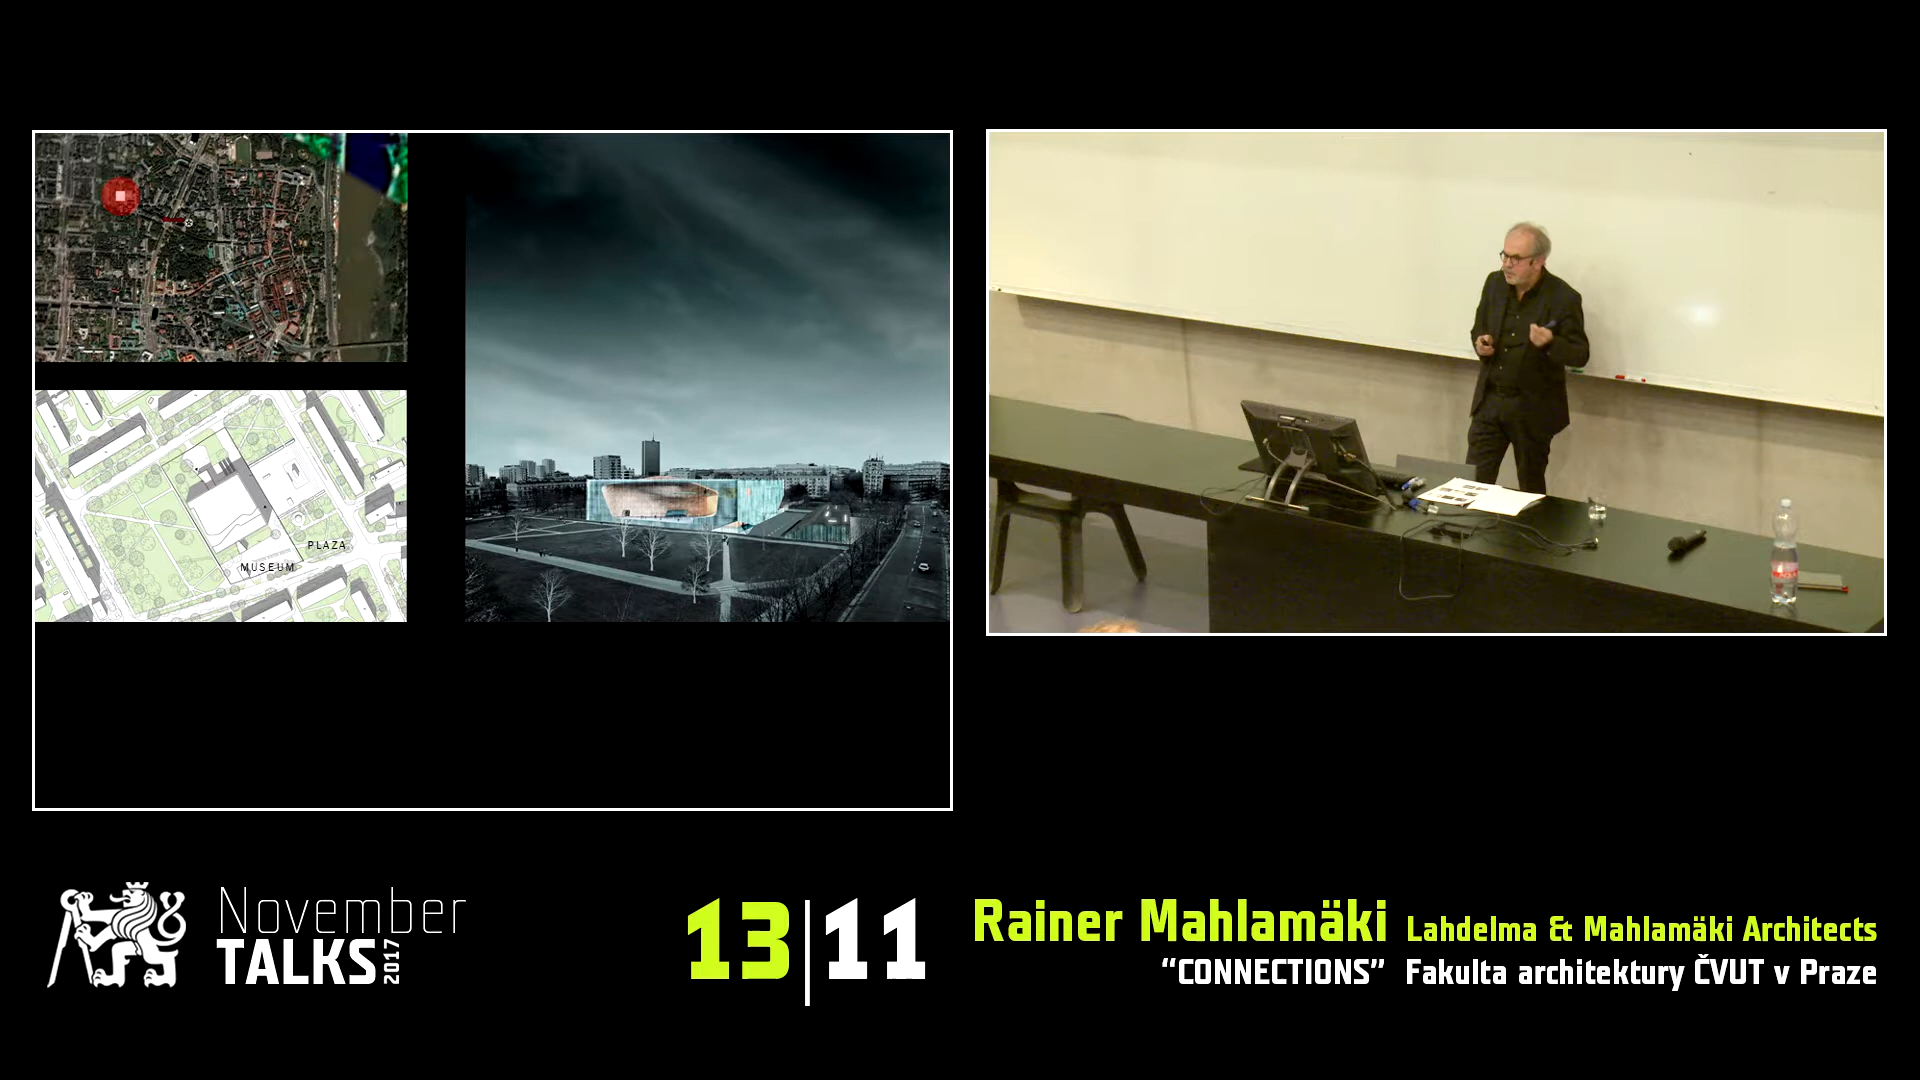 PLAZA
MUSEUM
November
TALKS 2017
13|11
Rainer Mahlamäki Lahdelma & Mahlamäki Architects
“CONNECTIONS” Fakulta architektury ČVUT v Praze